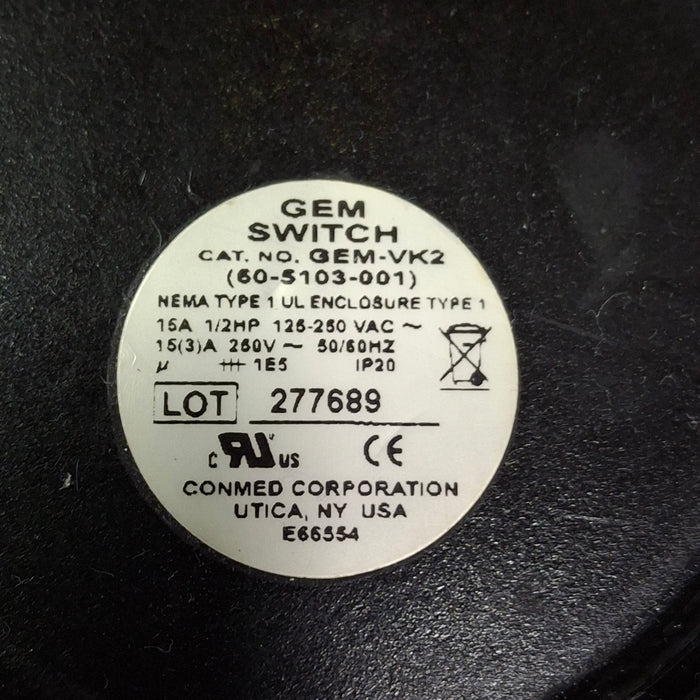 GEM
SWITCH
CAT. NO. GEM-VK2
(60-5103-001)
NEMA TYPE 1 UL ENCLOSURE TYPE 1
15A 1/2HP 125-250 VAC ~
15(3)A 250V ~ 50/60HZ
µ 1E5 IP20
LOT 277689
c RU us CE
CONMED CORPORATION
UTICA, NY USA
E66554